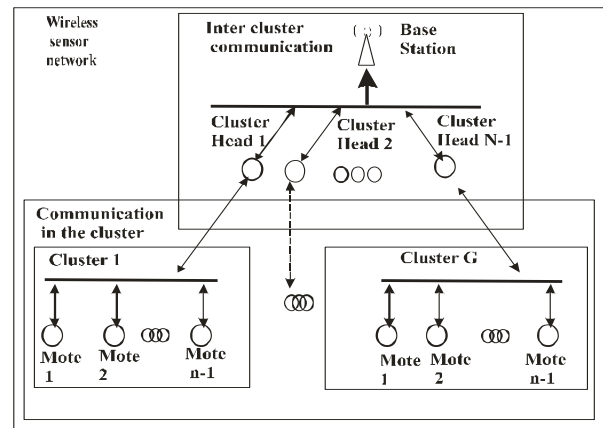 Wireless
sensor
network
Inter cluster
communication
Base
Station
Cluster
Head 1
Cluster
Head 2
Cluster
Head N-1
Communication
in the cluster
Cluster 1
Mote
1
Mote
2
Mote
n-1
Cluster G
Mote
1
Mote
2
Mote
n-1